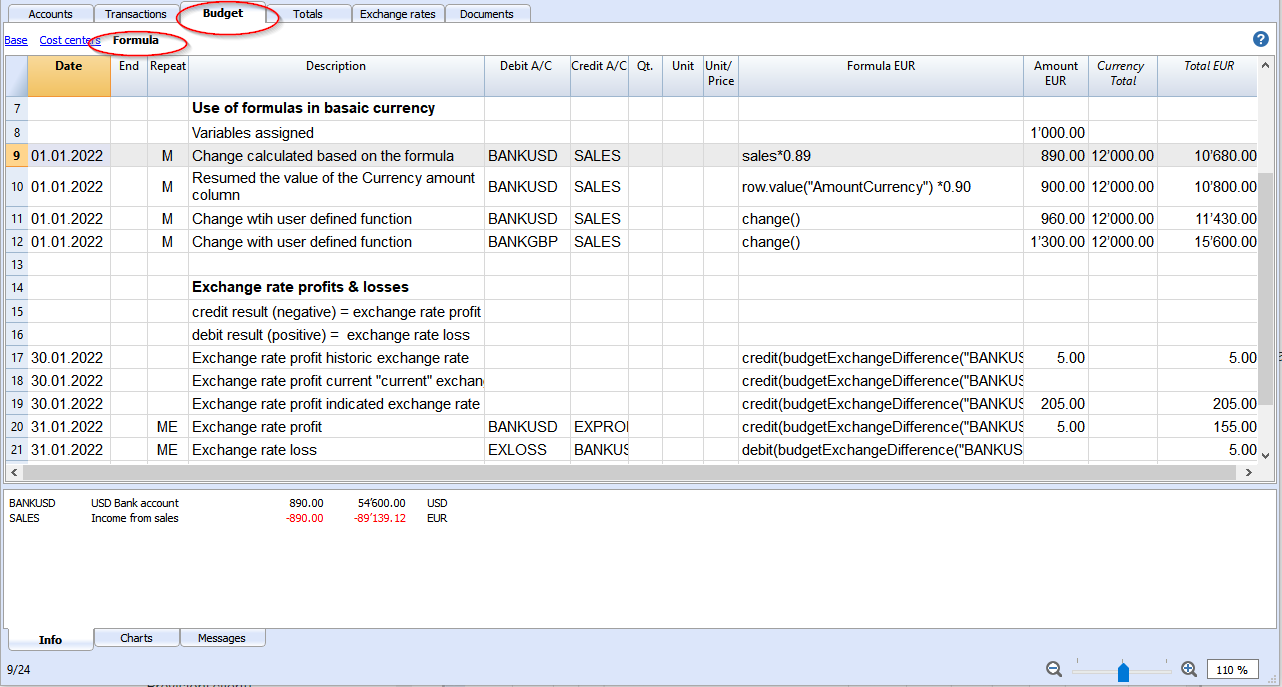 Accounts Transactions Budget Totals Exchange rates Documents
Base Cost centers Formula ?
Date End Repeat Description Debit A/C Credit A/C Qt. Unit Unit/ Price Formula EUR Amount EUR Currency Total Total EUR
7 Use of formulas in basaic currency
8 Variables assigned 1'000.00
9 01.01.2022 M Change calculated based on the formula BANKUSD SALES sales*0.89 890.00 12'000.00 10'680.00
10 01.01.2022 M Resumed the value of the Currency amount column BANKUSD SALES row.value("AmountCurrency") *0.90 900.00 12'000.00 10'800.00
11 01.01.2022 M Change wtih user defined function BANKUSD SALES change() 960.00 12'000.00 11'430.00
12 01.01.2022 M Change with user defined function BANKGBP SALES change() 1'300.00 12'000.00 15'600.00
13
14 Exchange rate profits & losses
15 credit result (negative) = exchange rate profit
16 debit result (positive) = exchange rate loss
17 30.01.2022 Exchange rate profit historic exchange rate credit(budgetExchangeDifference("BANKUS 5.00 5.00
18 30.01.2022 Exchange rate profit current "current" exchan credit(budgetExchangeDifference("BANKUS
19 30.01.2022 Exchange rate profit indicated exchange rate credit(budgetExchangeDifference("BANKUS 205.00 205.00
20 31.01.2022 ME Exchange rate profit BANKUSD EXPRO credit(budgetExchangeDifference("BANKUS 5.00 155.00
21 31.01.2022 ME Exchange rate loss EXLOSS BANKUS debit(budgetExchangeDifference("BANKUS 5.00
BANKUSD USD Bank account 890.00 54'600.00 USD
SALES Income from sales -890.00 -89'139.12 EUR
Info Charts Messages
9/24 110 %